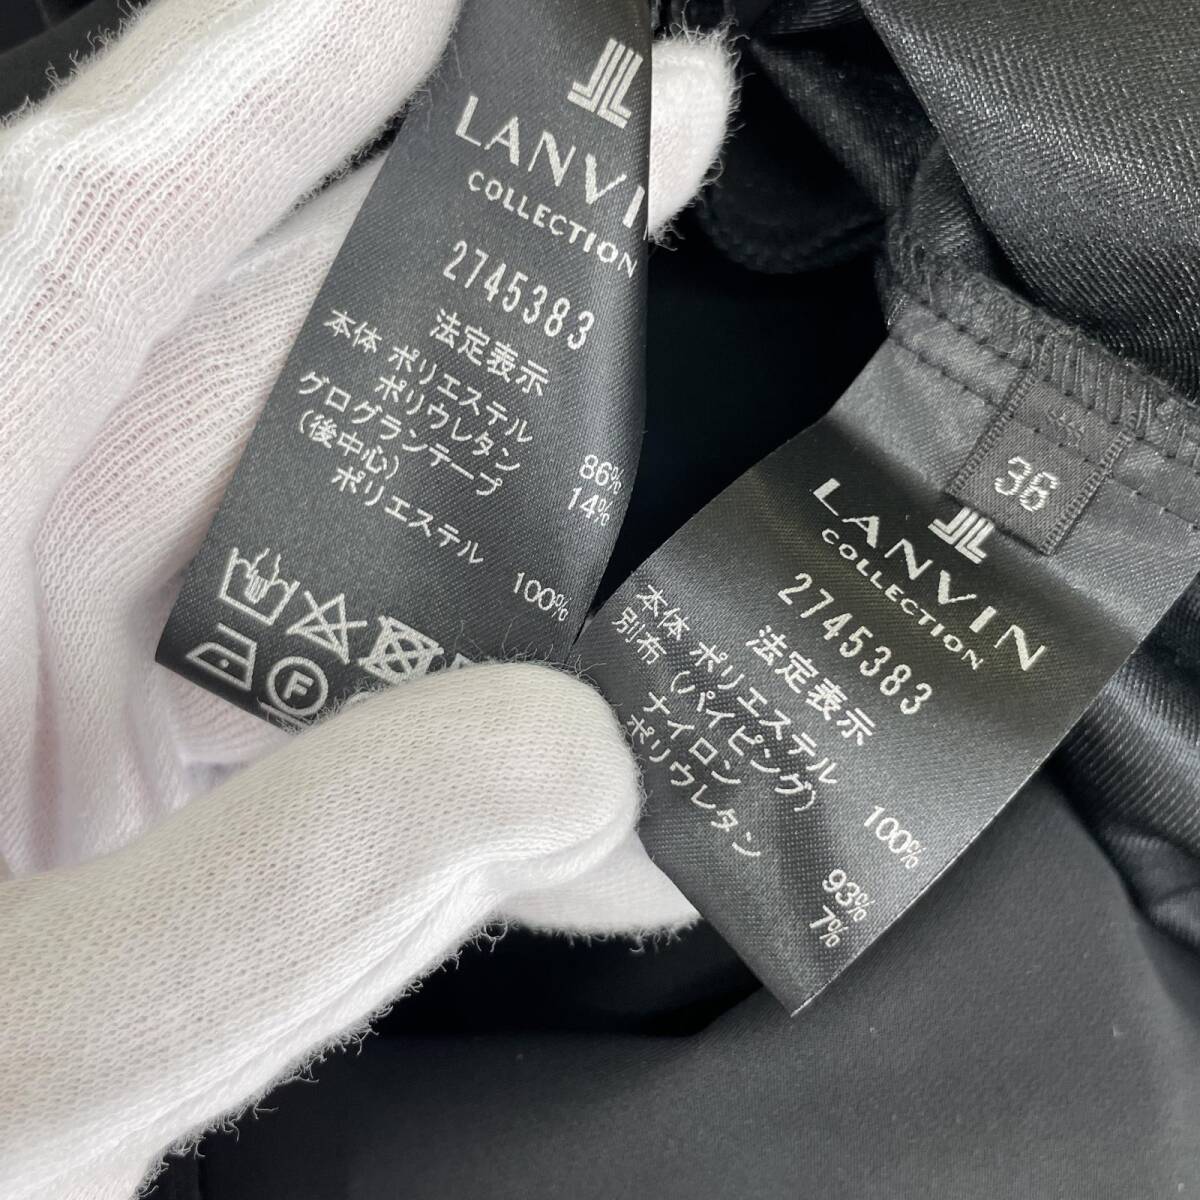 LANVIN
COLLECTION
2745383
法定表示
本体 ポリエステル 86%
ポリウレタン 14%
グログランテープ
(後中心)
ポリエステル 100%
F
36
LANVIN
COLLECTION
2745383
法定表示
本体 ポリエステル 100%
別布 (パイピング)
ナイロン 93%
ポリウレタン 7%